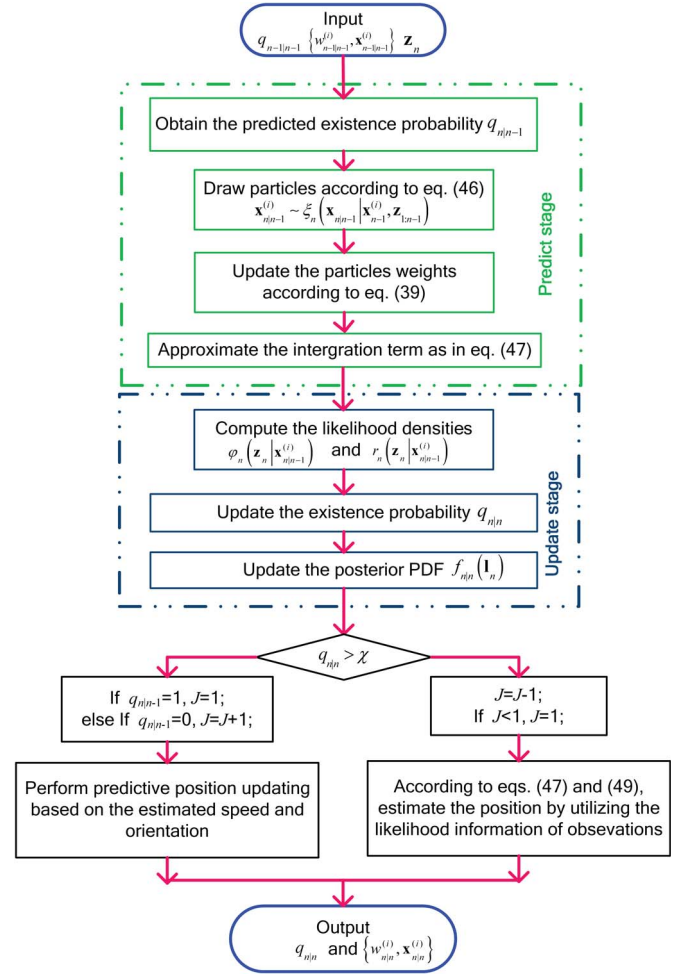 Input
q_{n-1|n-1} {w^{(i)}_{n-1|n-1}, x^{(i)}_{n-1|n-1}} z_n
Obtain the predicted existence probability q_{n|n-1}
Draw particles according to eq. (46)
x^{(i)}_{n|n-1} ~ ξ_n(x_{n|n-1}|x^{(i)}_{n-1}, z_{1:n-1})
Update the particles weights
according to eq. (39)
Approximate the intergration term as in eq. (47)
Predict stage
Compute the likelihood densities
φ_n(z_n|x^{(i)}_{n|n-1}) and r_n(z_n|x^{(i)}_{n|n-1})
Update the existence probability q_{n|n}
Update the posterior PDF f_{n|n}(l_n)
Update stage
q_{n|n} > χ
If q_{n|n-1}=1, J=1;
else If q_{n|n-1}=0, J=J+1;
J=J-1;
If J<1, J=1;
Perform predictive position updating
based on the estimated speed and
orientation
According to eqs. (47) and (49),
estimate the position by utilizing the
likelihood information of obsevations
Output
q_{n|n} and {w^{(i)}_{n|n}, x^{(i)}_{n|n}}